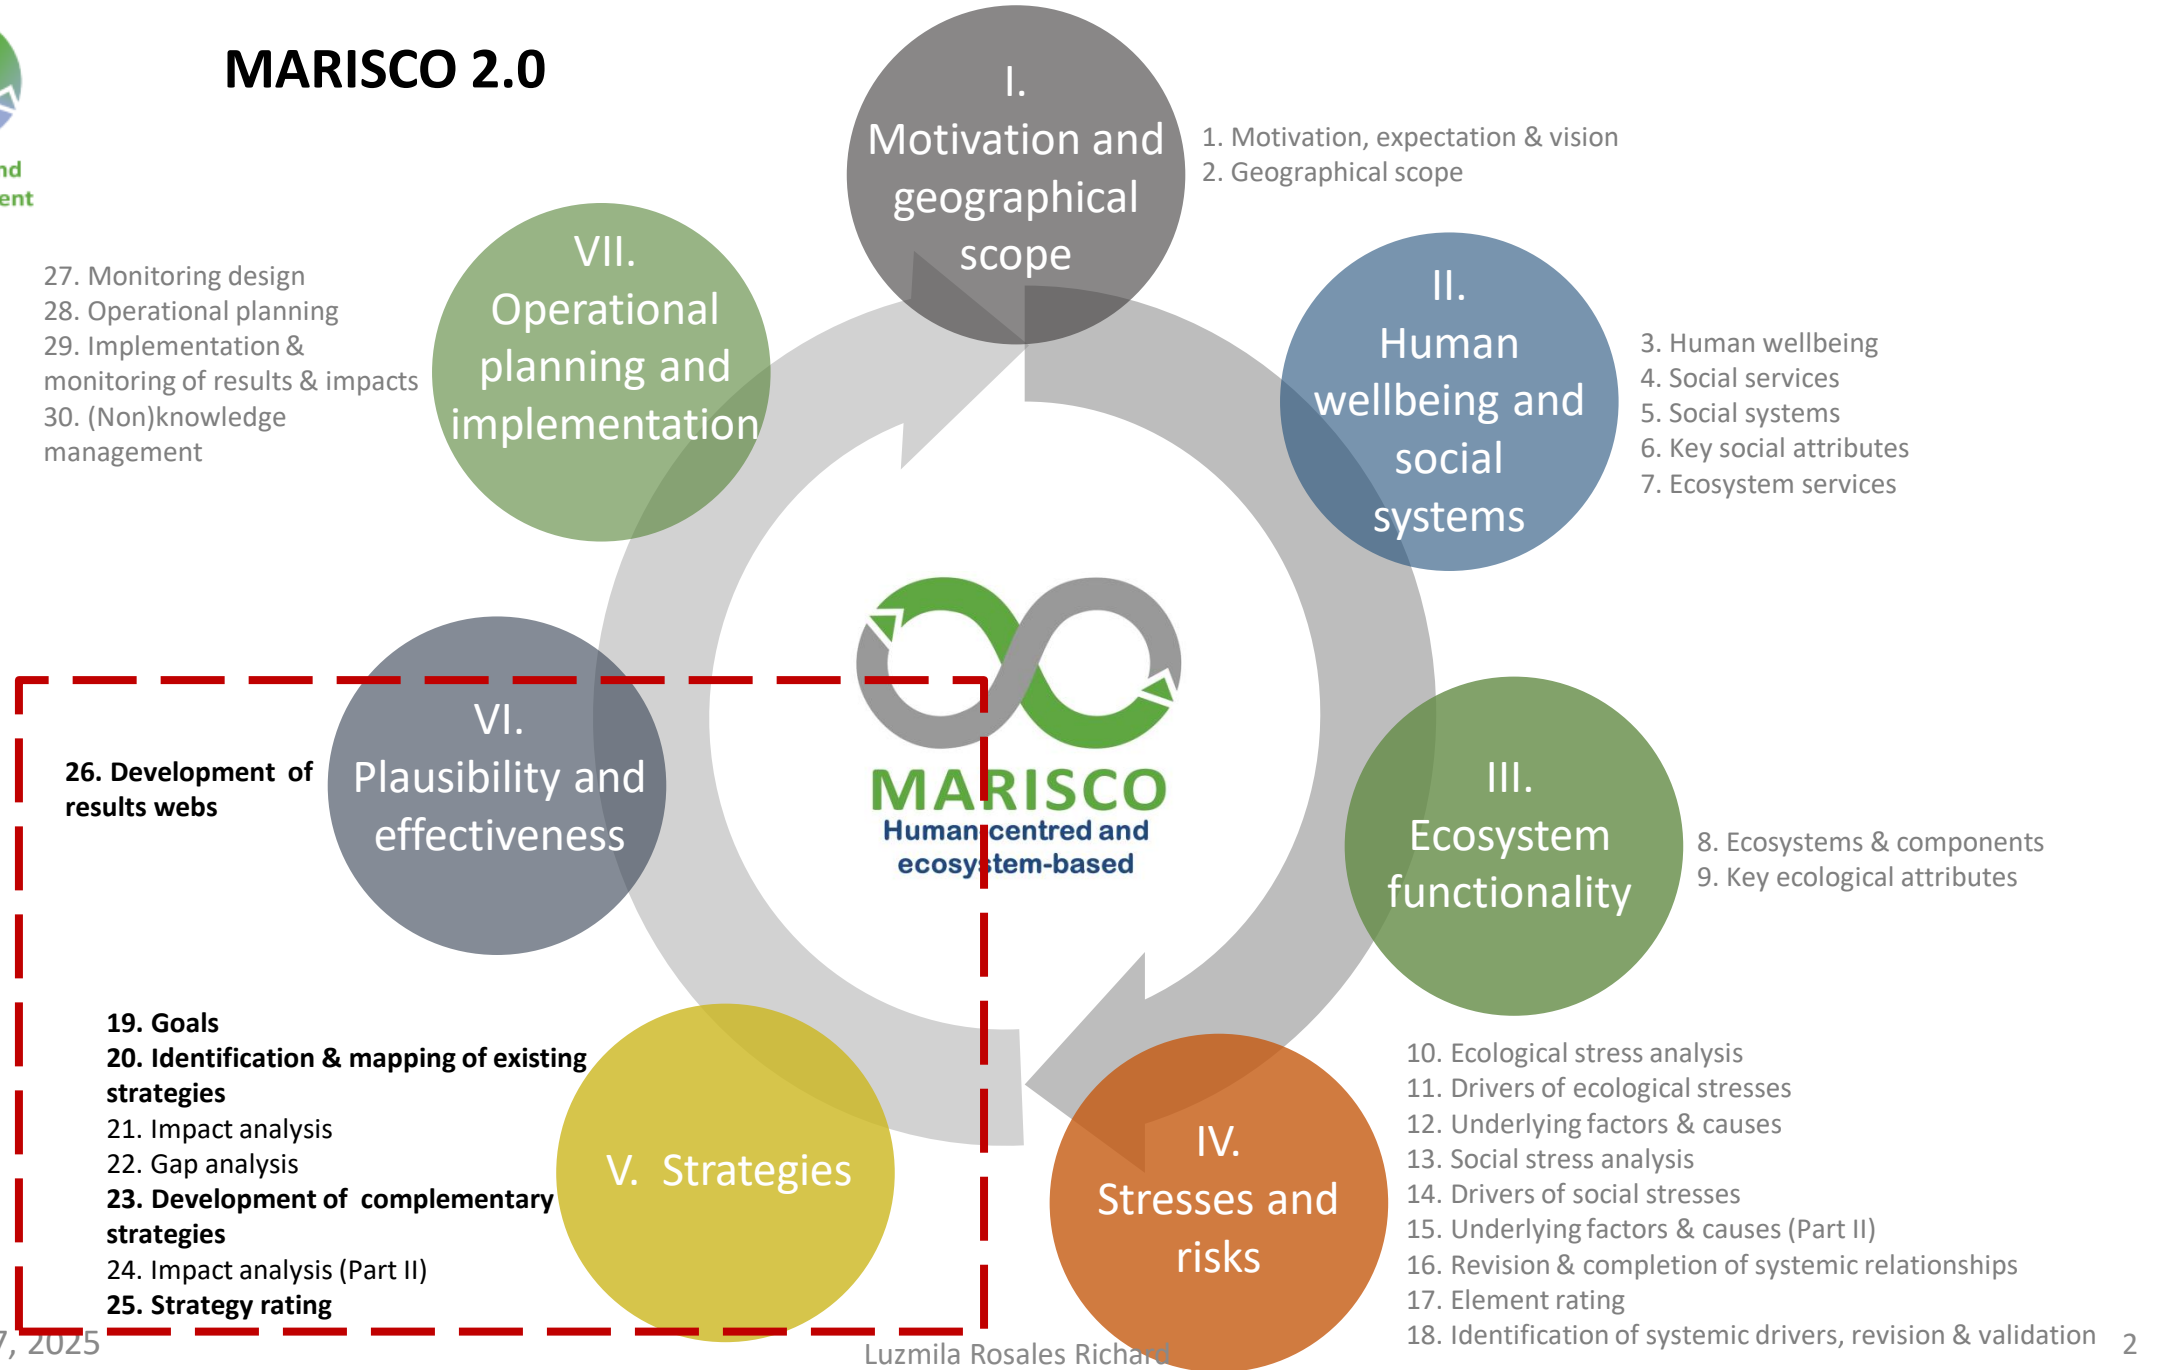 MARISCO 2.0
I.
Motivation and
geographical
scope
1. Motivation, expectation & vision
2. Geographical scope
II.
Human
wellbeing and
social
systems
3. Human wellbeing
4. Social services
5. Social systems
6. Key social attributes
7. Ecosystem services
III.
Ecosystem
functionality
8. Ecosystems & components
9. Key ecological attributes
IV.
Stresses and
risks
10. Ecological stress analysis
11. Drivers of ecological stresses
12. Underlying factors & causes
13. Social stress analysis
14. Drivers of social stresses
15. Underlying factors & causes (Part II)
16. Revision & completion of systemic relationships
17. Element rating
18. Identification of systemic drivers, revision & validation
V. Strategies
19. Goals
20. Identification & mapping of existing
strategies
21. Impact analysis
22. Gap analysis
23. Development of complementary
strategies
24. Impact analysis (Part II)
25. Strategy rating
VI.
Plausibility and
effectiveness
26. Development of
results webs
VII.
Operational
planning and
implementation
27. Monitoring design
28. Operational planning
29. Implementation &
monitoring of results & impacts
30. (Non)knowledge
management
MARISCO
Human-centred and
ecosystem-based
7, 2025
Luzmila Rosales Richard
2